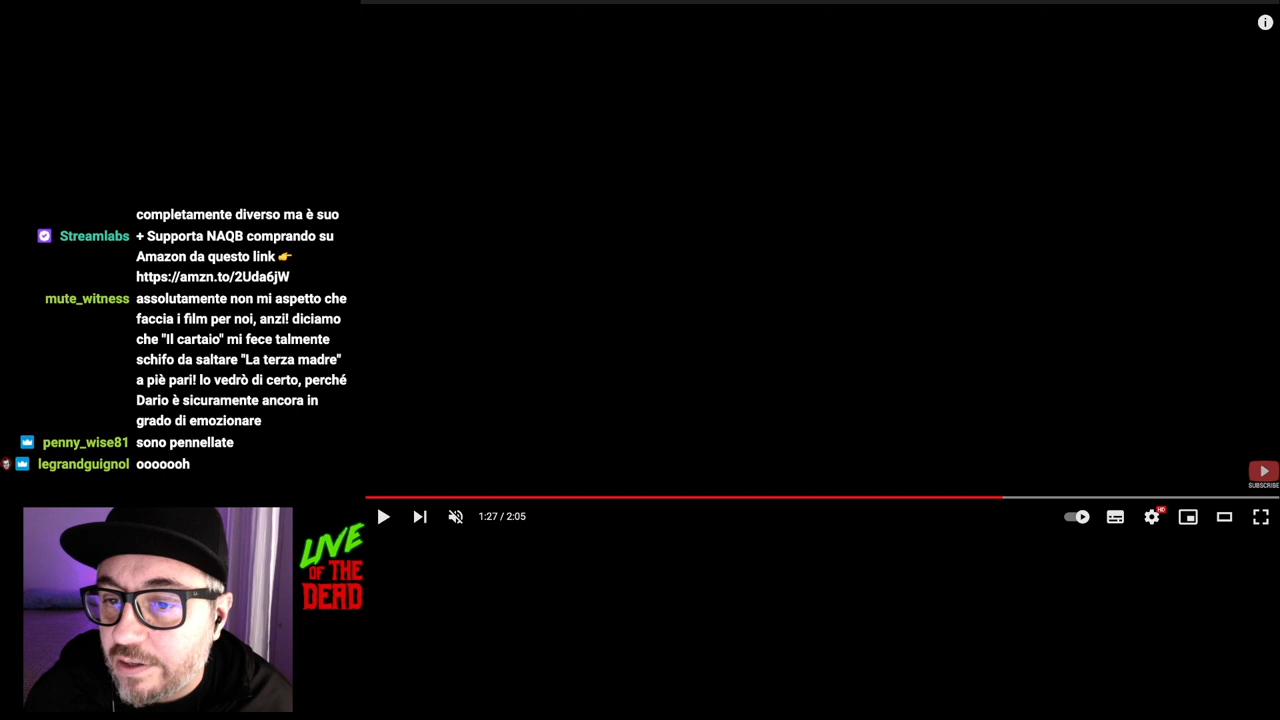 completamente diverso ma è suo
Streamlabs + Supporta NAQB comprando su
Amazon da questo link 👉
https://amzn.to/2Uda6jW
mute_witness assolutamente non mi aspetto che
faccia i film per noi, anzi! diciamo
che "Il cartaio" mi fece talmente
schifo da saltare "La terza madre"
a piè pari! lo vedrò di certo, perché
Dario è sicuramente ancora in
grado di emozionare
penny_wise81 sono pennellate
legrandguignol ooooooh
SUBSCRIBE
HD
1:27 / 2:05
LIVE
OF THE
DEAD